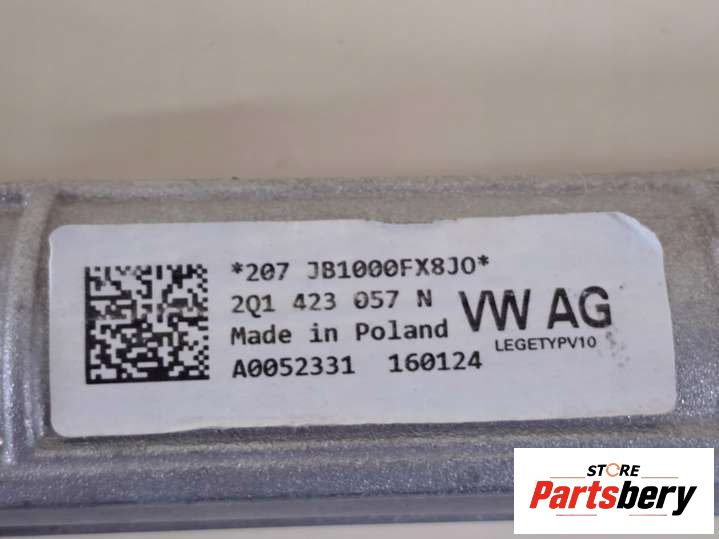 *207 JB1000FX8JO*
2Q1 423 057 N
Made in Poland
A0052331 160124
VW AG
LEGETYPV10
STORE
Partsbery